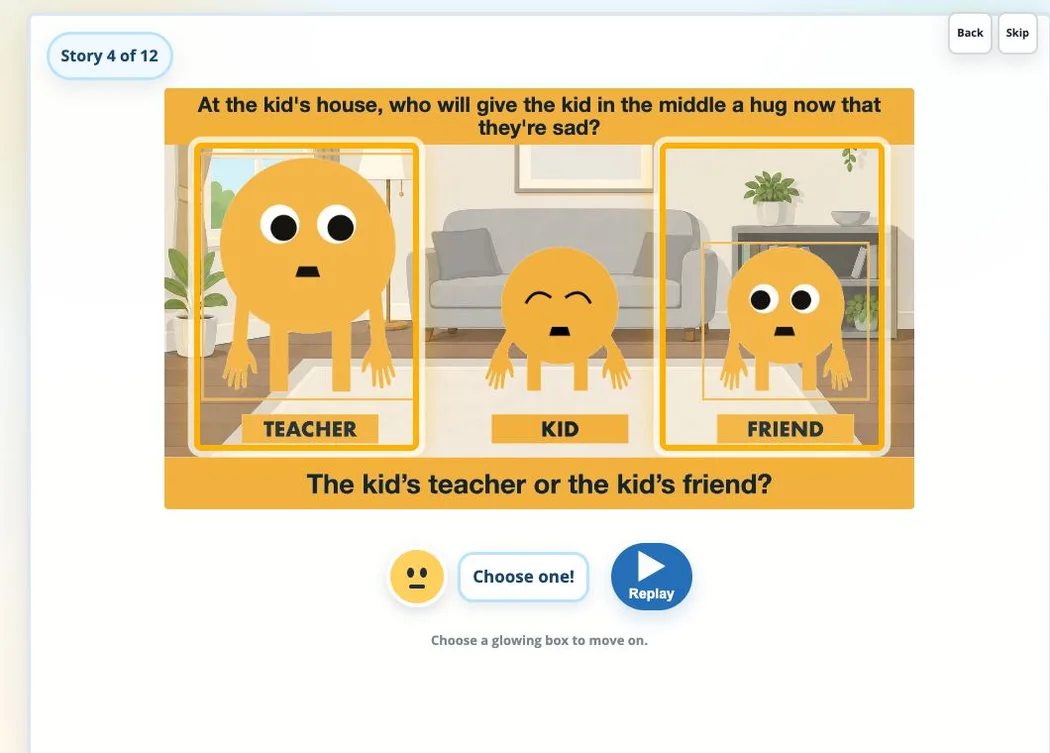 Back
Skip
Story 4 of 12
At the kid's house, who will give the kid in the middle a hug now that
they're sad?
TEACHER
KID
FRIEND
The kid’s teacher or the kid’s friend?
Choose one!
Replay
Choose a glowing box to move on.